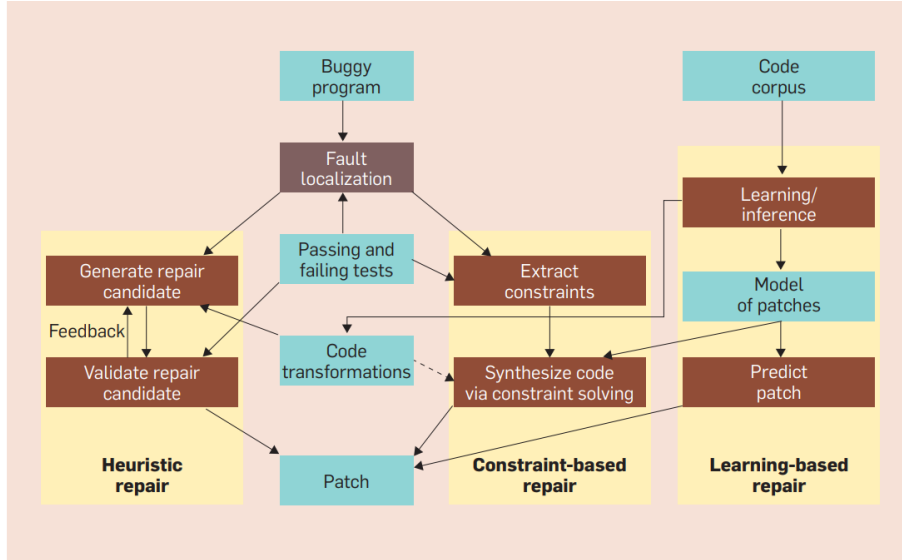 Buggy
program
Code
corpus
Fault
localization
Learning/
inference
Passing and
failing tests
Generate repair
candidate
Extract
constraints
Model
of patches
Feedback
Code
transformations
Validate repair
candidate
Synthesize code
via constraint solving
Predict
patch
Heuristic
repair
Patch
Constraint-based
repair
Learning-based
repair